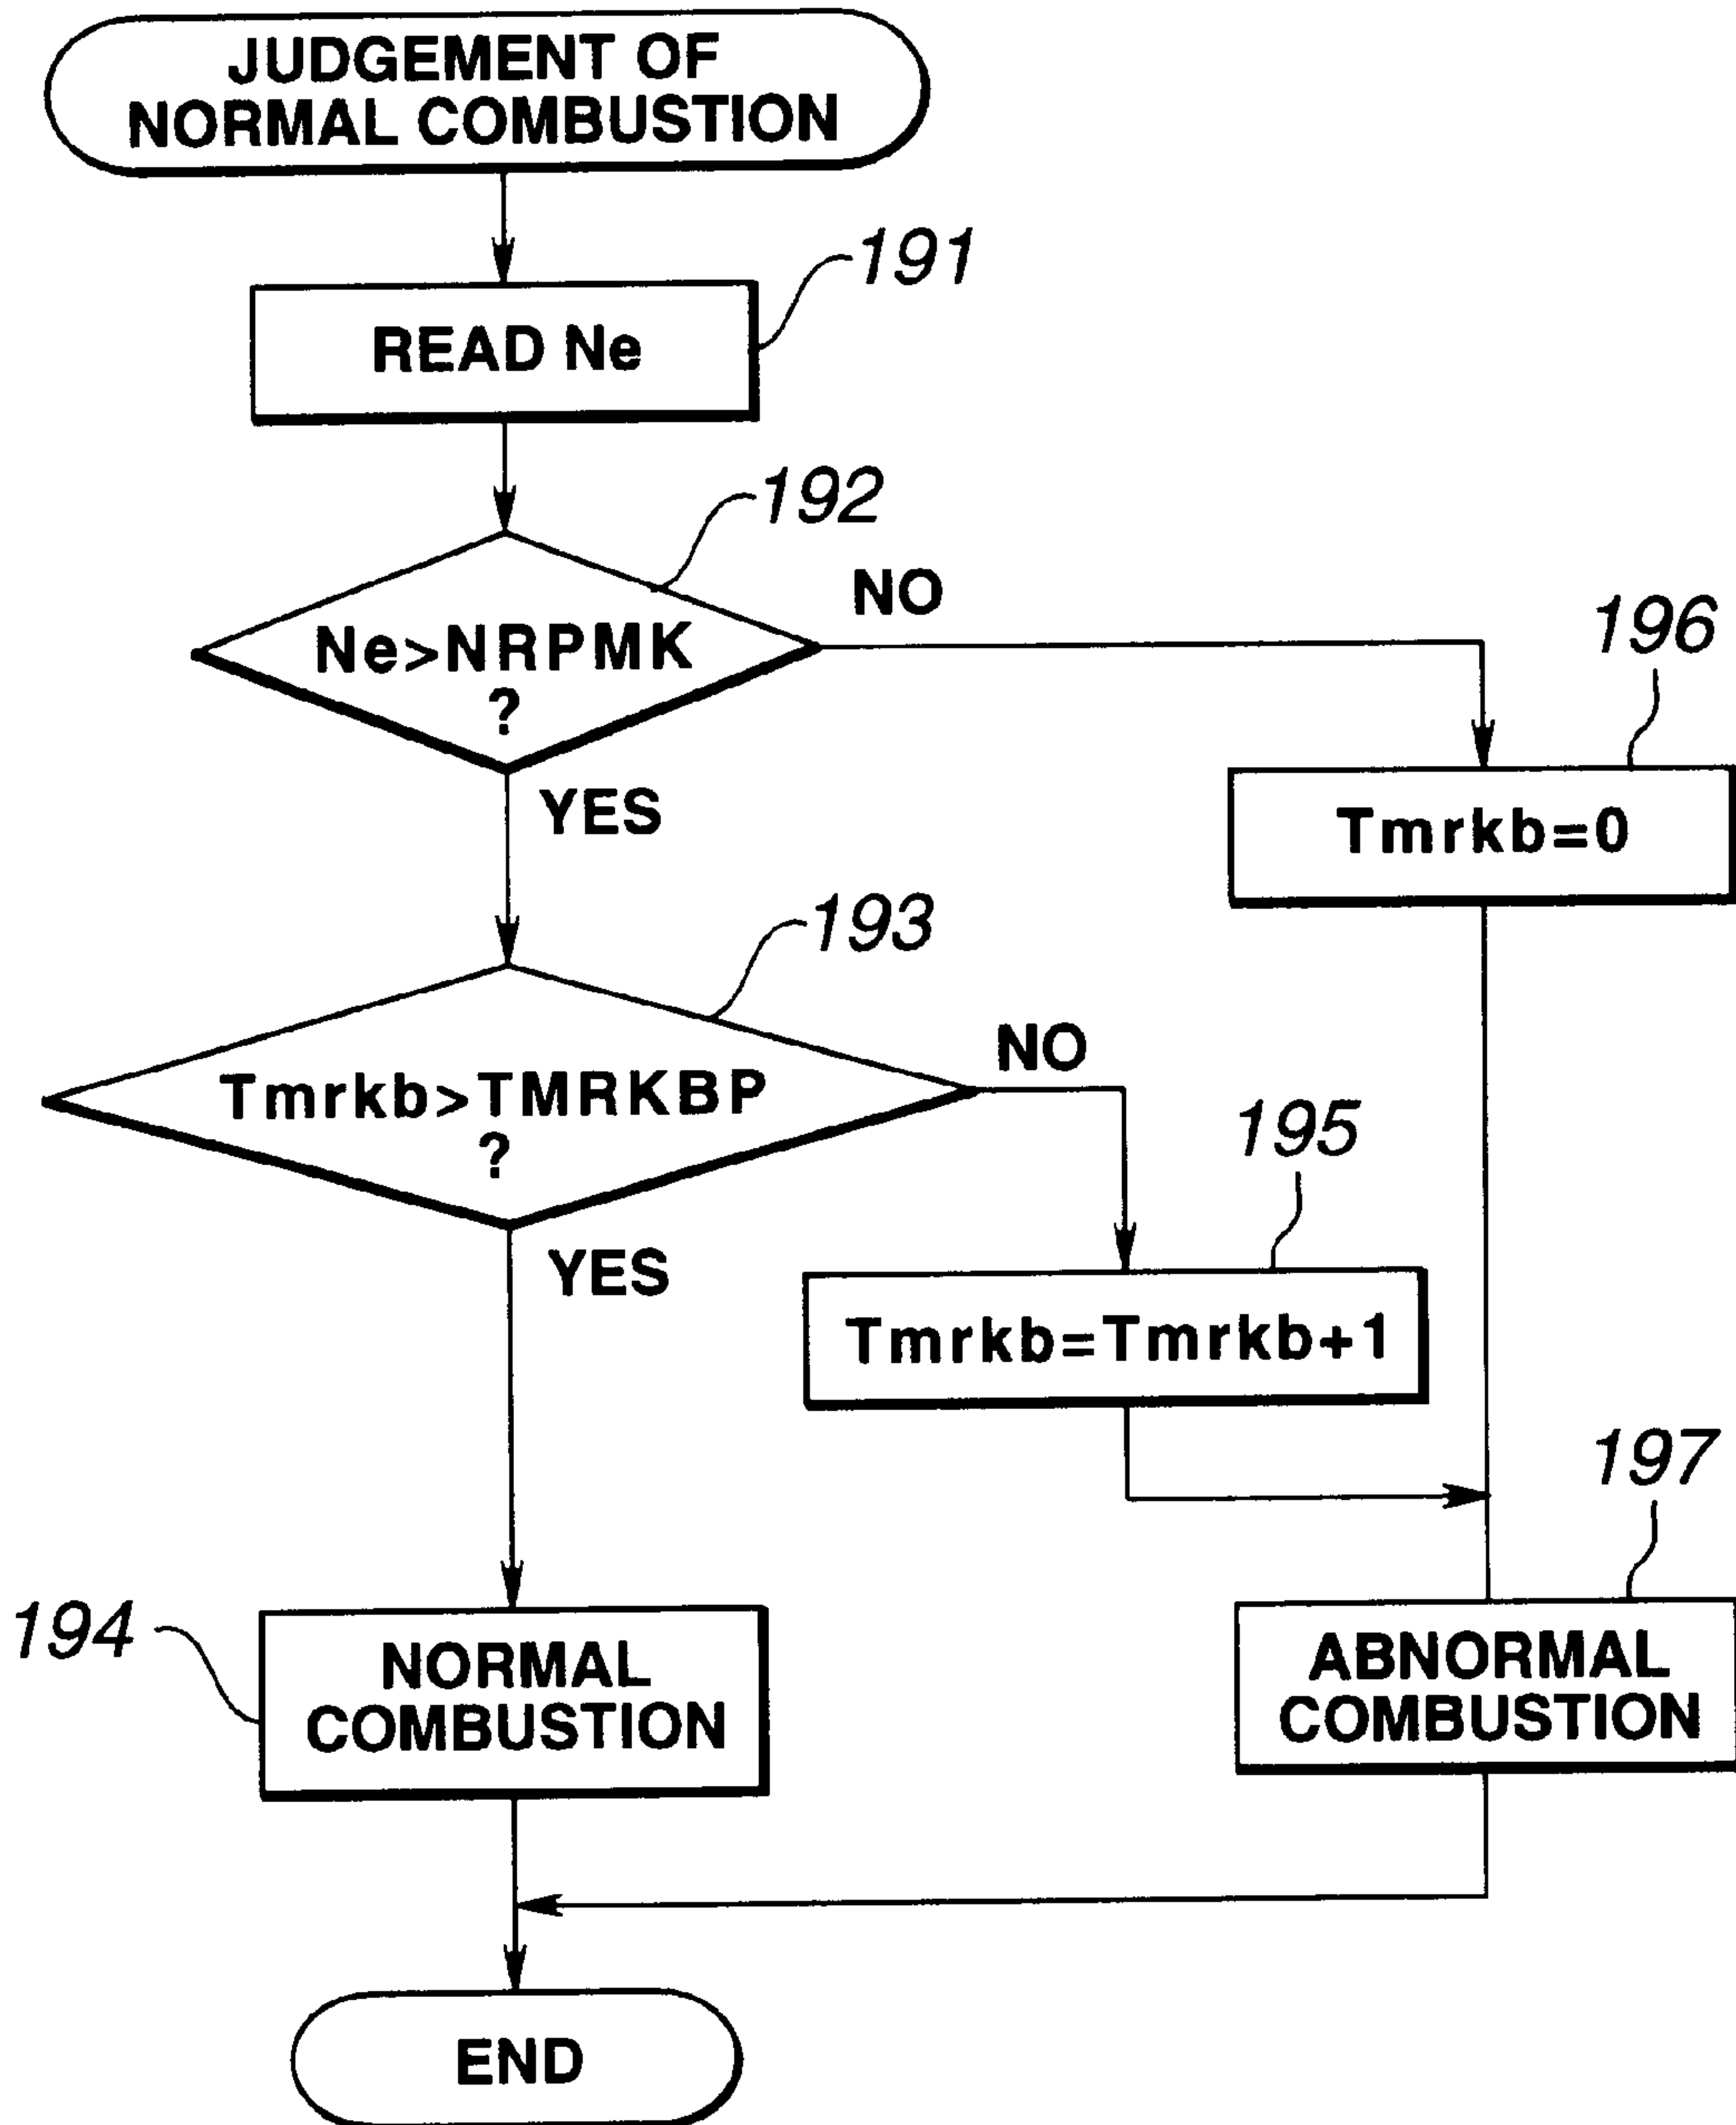 JUDGEMENT OF
NORMAL COMBUSTION
191
READ Ne
192
Ne>NRPMK
?
NO
YES
196
Tmrkb=0
193
Tmrkb>TMRKBP
?
NO
YES
195
Tmrkb=Tmrkb+1
197
194
NORMAL
COMBUSTION
ABNORMAL
COMBUSTION
END